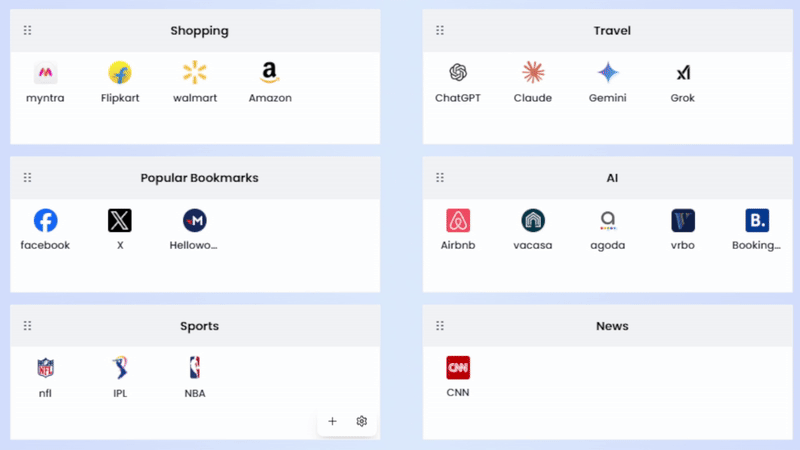 Shopping
myntra Flipkart walmart Amazon
Travel
ChatGPT Claude Gemini Grok
Popular Bookmarks
facebook X Hellowo...
AI
Airbnb vacasa agoda vrbo Booking...
Sports
nfl IPL NBA
News
CNN